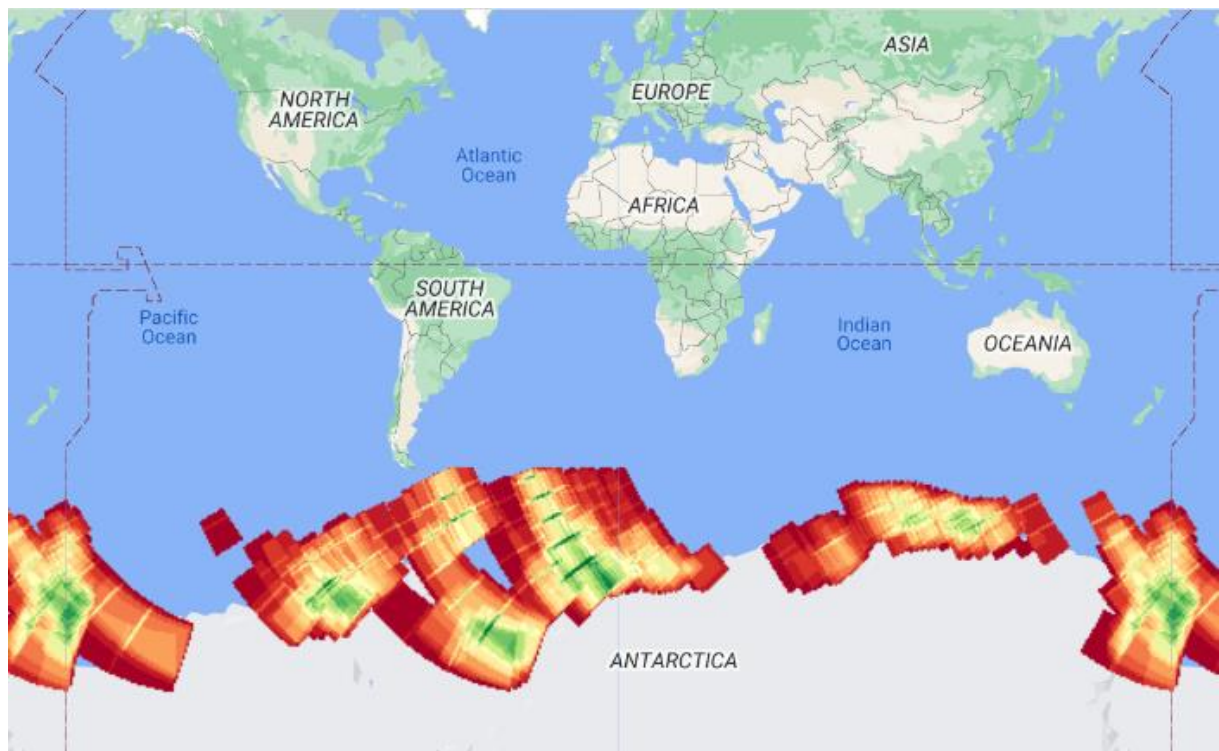 ASIA
NORTH
AMERICA
EUROPE
Atlantic
Ocean
AFRICA
SOUTH
AMERICA
Pacific
Ocean
Indian
Ocean
OCEANIA
ANTARCTICA